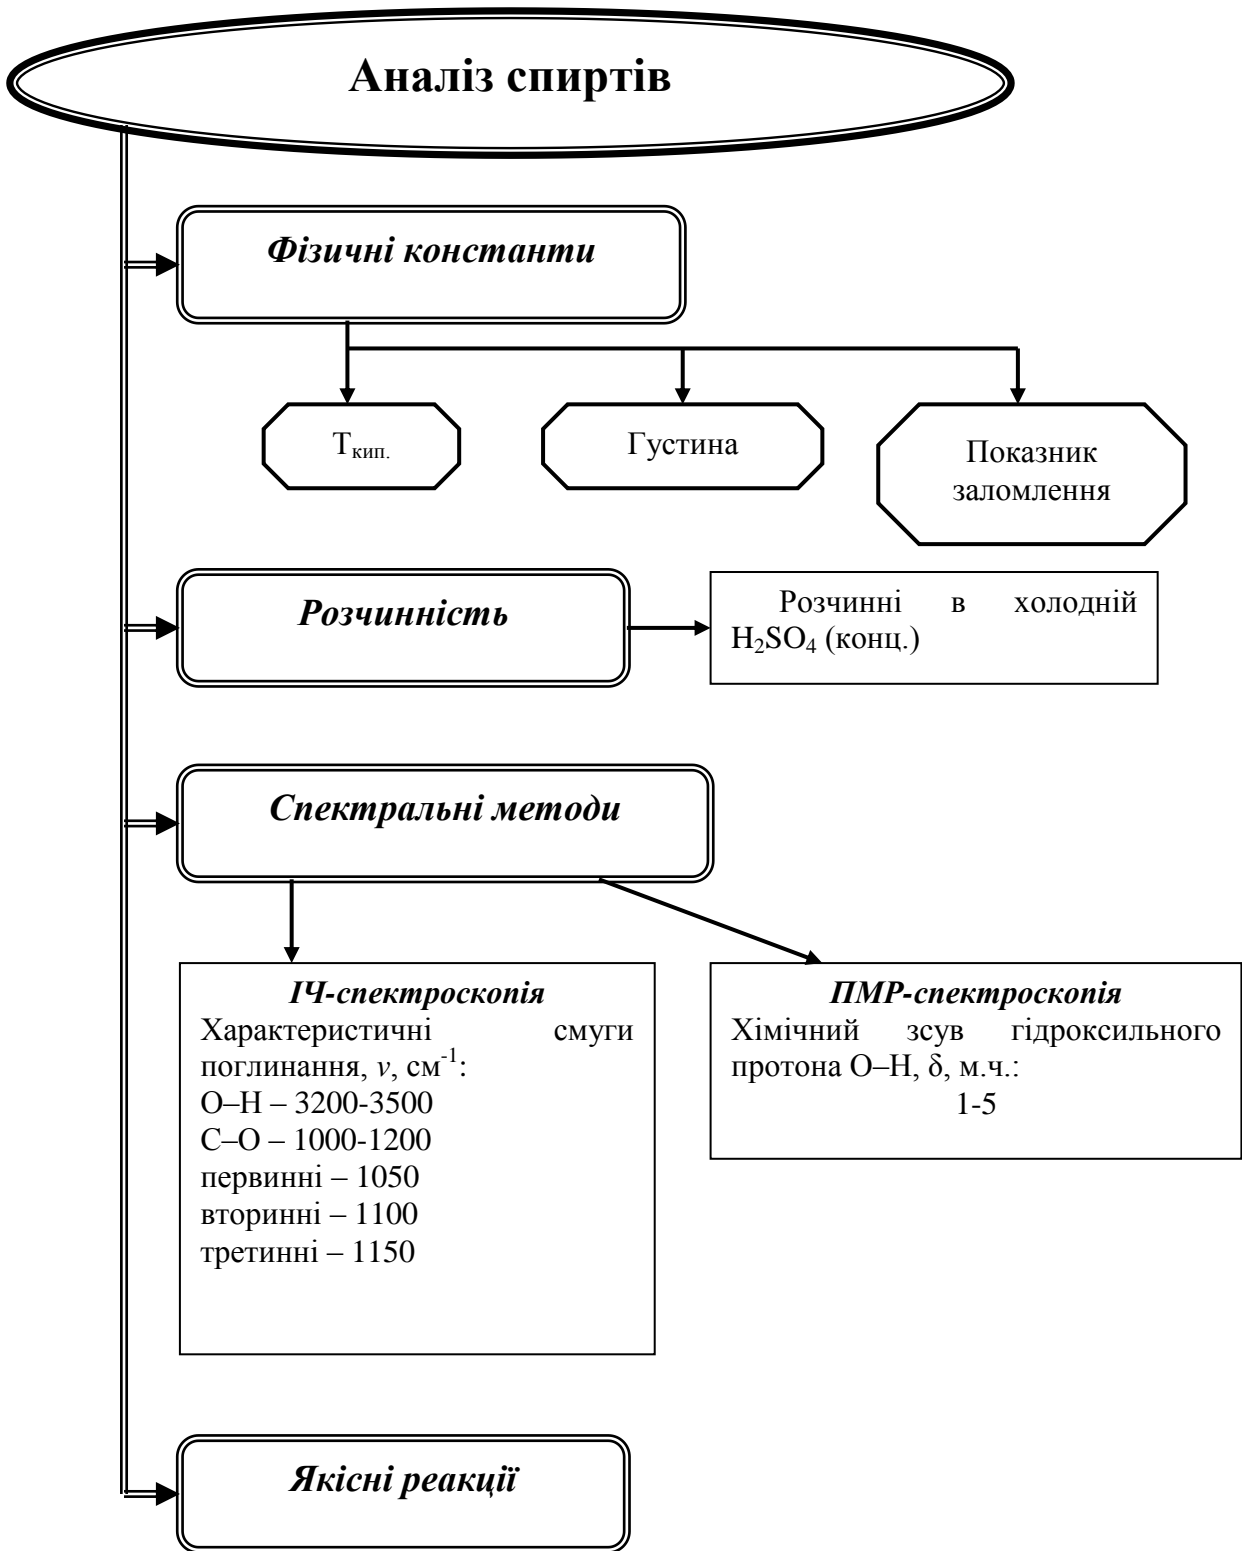 Аналіз спиртів
Фізичні константи
Ткип.
Густина
Показник
заломлення
Розчинність
Розчинні в холодній
H2SO4 (конц.)
Спектральні методи
ІЧ-спектроскопія
Характеристичні смуги
поглинання, ν, см-1:
О–Н – 3200-3500
С–О – 1000-1200
первинні – 1050
вторинні – 1100
третинні – 1150
ПМР-спектроскопія
Хімічний зсув гідроксильного
протона О–Н, δ, м.ч.:
1-5
Якісні реакції